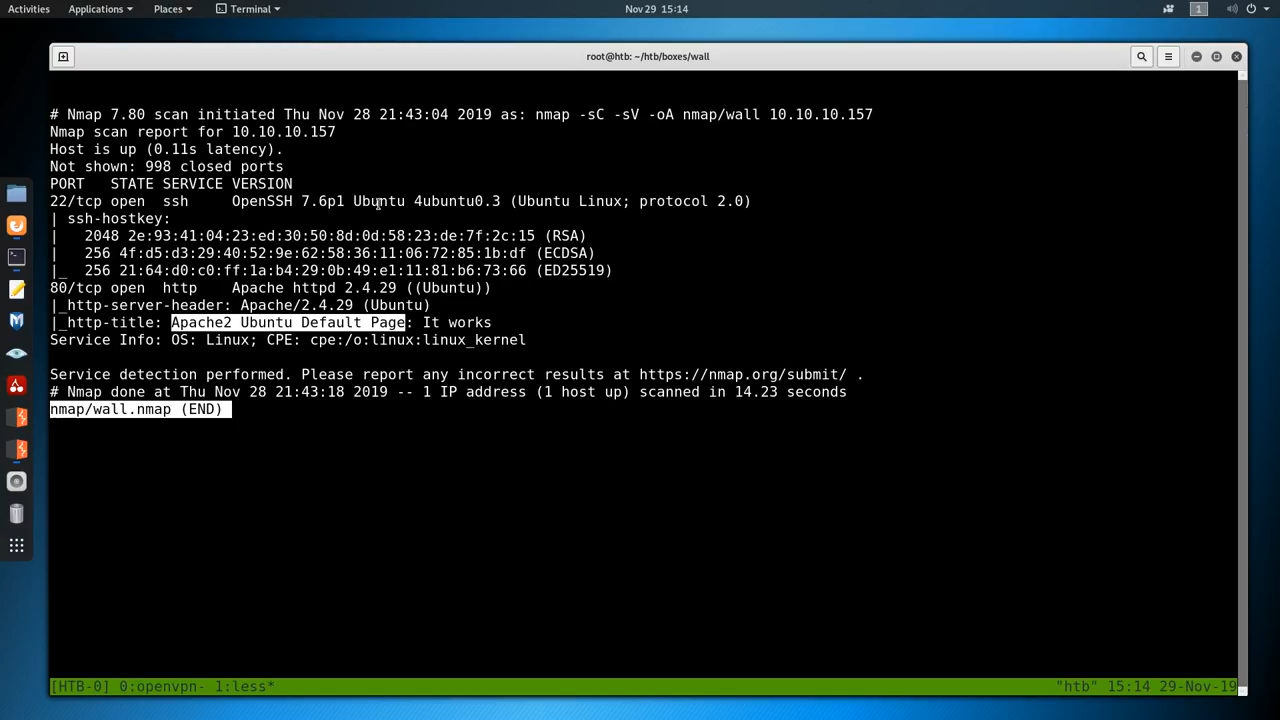 Activities Applications Places Terminal Nov 29 15:14 1
root@htb: ~/htb/boxes/wall
# Nmap 7.80 scan initiated Thu Nov 28 21:43:04 2019 as: nmap -sC -sV -oA nmap/wall 10.10.10.157
Nmap scan report for 10.10.10.157
Host is up (0.11s latency).
Not shown: 998 closed ports
PORT   STATE SERVICE VERSION
22/tcp open  ssh     OpenSSH 7.6p1 Ubuntu 4ubuntu0.3 (Ubuntu Linux; protocol 2.0)
| ssh-hostkey:
|   2048 2e:93:41:04:23:ed:30:50:8d:0d:58:23:de:7f:2c:15 (RSA)
|   256 4f:d5:d3:29:40:52:9e:62:58:36:11:06:72:85:1b:df (ECDSA)
|_  256 21:64:d0:c0:ff:1a:b4:29:0b:49:e1:11:81:b6:73:66 (ED25519)
80/tcp open  http    Apache httpd 2.4.29 ((Ubuntu))
|_http-server-header: Apache/2.4.29 (Ubuntu)
|_http-title: Apache2 Ubuntu Default Page: It works
Service Info: OS: Linux; CPE: cpe:/o:linux:linux_kernel
Service detection performed. Please report any incorrect results at https://nmap.org/submit/ .
# Nmap done at Thu Nov 28 21:43:18 2019 -- 1 IP address (1 host up) scanned in 14.23 seconds
nmap/wall.nmap (END)
[HTB-0] 0:openvpn- 1:less* "htb" 15:14 29-Nov-19